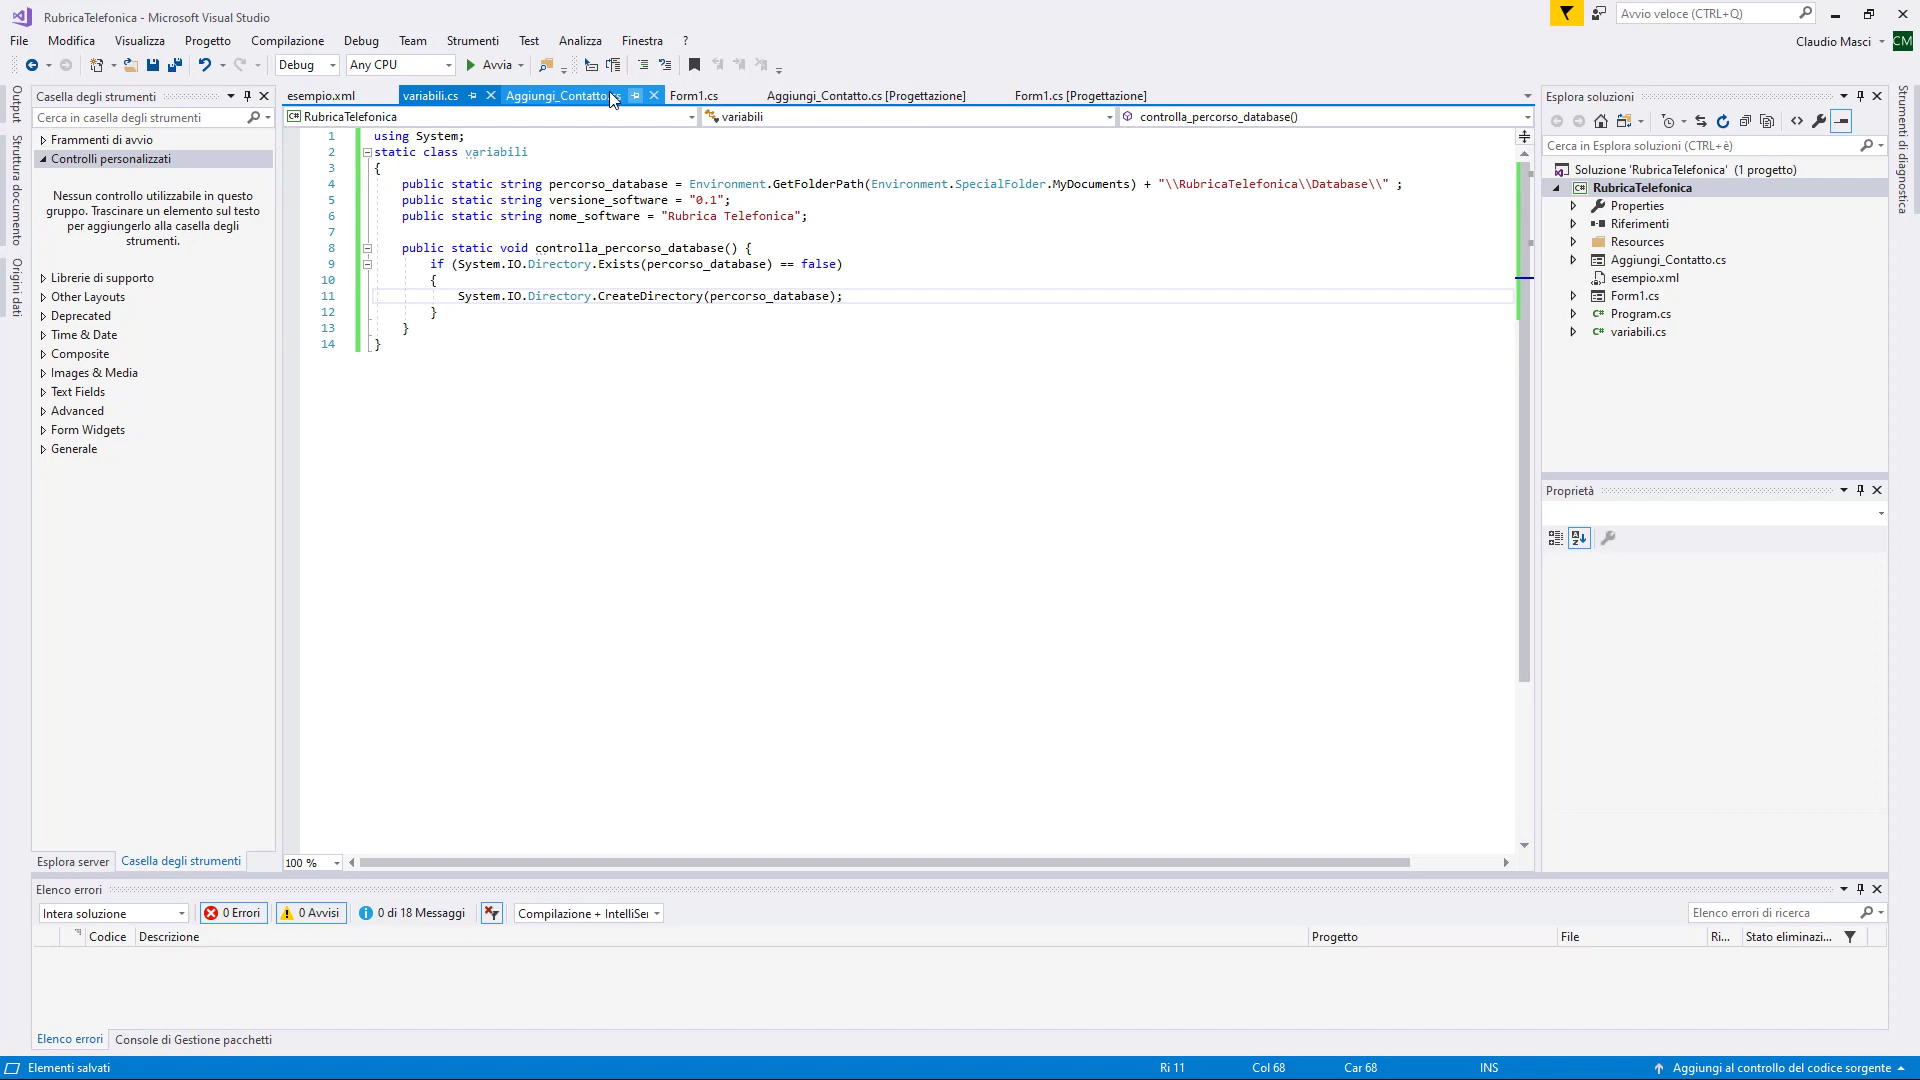 RubricaTelefonica - Microsoft Visual Studio
Avvio veloce (CTRL+Q)
File Modifica Visualizza Progetto Compilazione Debug Team Strumenti Test Analizza Finestra ?
Claudio Masci CM
Debug Any CPU Avvia
Output
Struttura documento
Origini dati
Casella degli strumenti
Cerca in casella degli strumenti
Frammenti di avvio
Controlli personalizzati
Nessun controllo utilizzabile in questo
gruppo. Trascinare un elemento sul testo
per aggiungerlo alla casella degli
strumenti.
Librerie di supporto
Other Layouts
Deprecated
Time & Date
Composite
Images & Media
Text Fields
Advanced
Form Widgets
Generale
Esplora server Casella degli strumenti
esempio.xml variabili.cs Aggiungi_Contatto.cs Form1.cs Aggiungi_Contatto.cs [Progettazione] Form1.cs [Progettazione]
RubricaTelefonica variabili controlla_percorso_database()
1 using System;
2 static class variabili
3 {
4 public static string percorso_database = Environment.GetFolderPath(Environment.SpecialFolder.MyDocuments) + "\\RubricaTelefonica\\Database\\" ;
5 public static string versione_software = "0.1";
6 public static string nome_software = "Rubrica Telefonica";
7
8 public static void controlla_percorso_database() {
9 if (System.IO.Directory.Exists(percorso_database) == false)
10 {
11 System.IO.Directory.CreateDirectory(percorso_database);
12 }
13 }
14 }
100 %
Esplora soluzioni
Cerca in Esplora soluzioni (CTRL+è)
Soluzione 'RubricaTelefonica' (1 progetto)
RubricaTelefonica
Properties
Riferimenti
Resources
Aggiungi_Contatto.cs
esempio.xml
Form1.cs
Program.cs
variabili.cs
Proprietà
Strumenti di diagnostica
Elenco errori
Intera soluzione 0 Errori 0 Avvisi 0 di 18 Messaggi Compilazione + IntelliSei Elenco errori di ricerca
Codice Descrizione Progetto File Ri... Stato eliminazi...
Elenco errori Console di Gestione pacchetti
Elementi salvati Ri 11 Col 68 Car 68 INS Aggiungi al controllo del codice sorgente